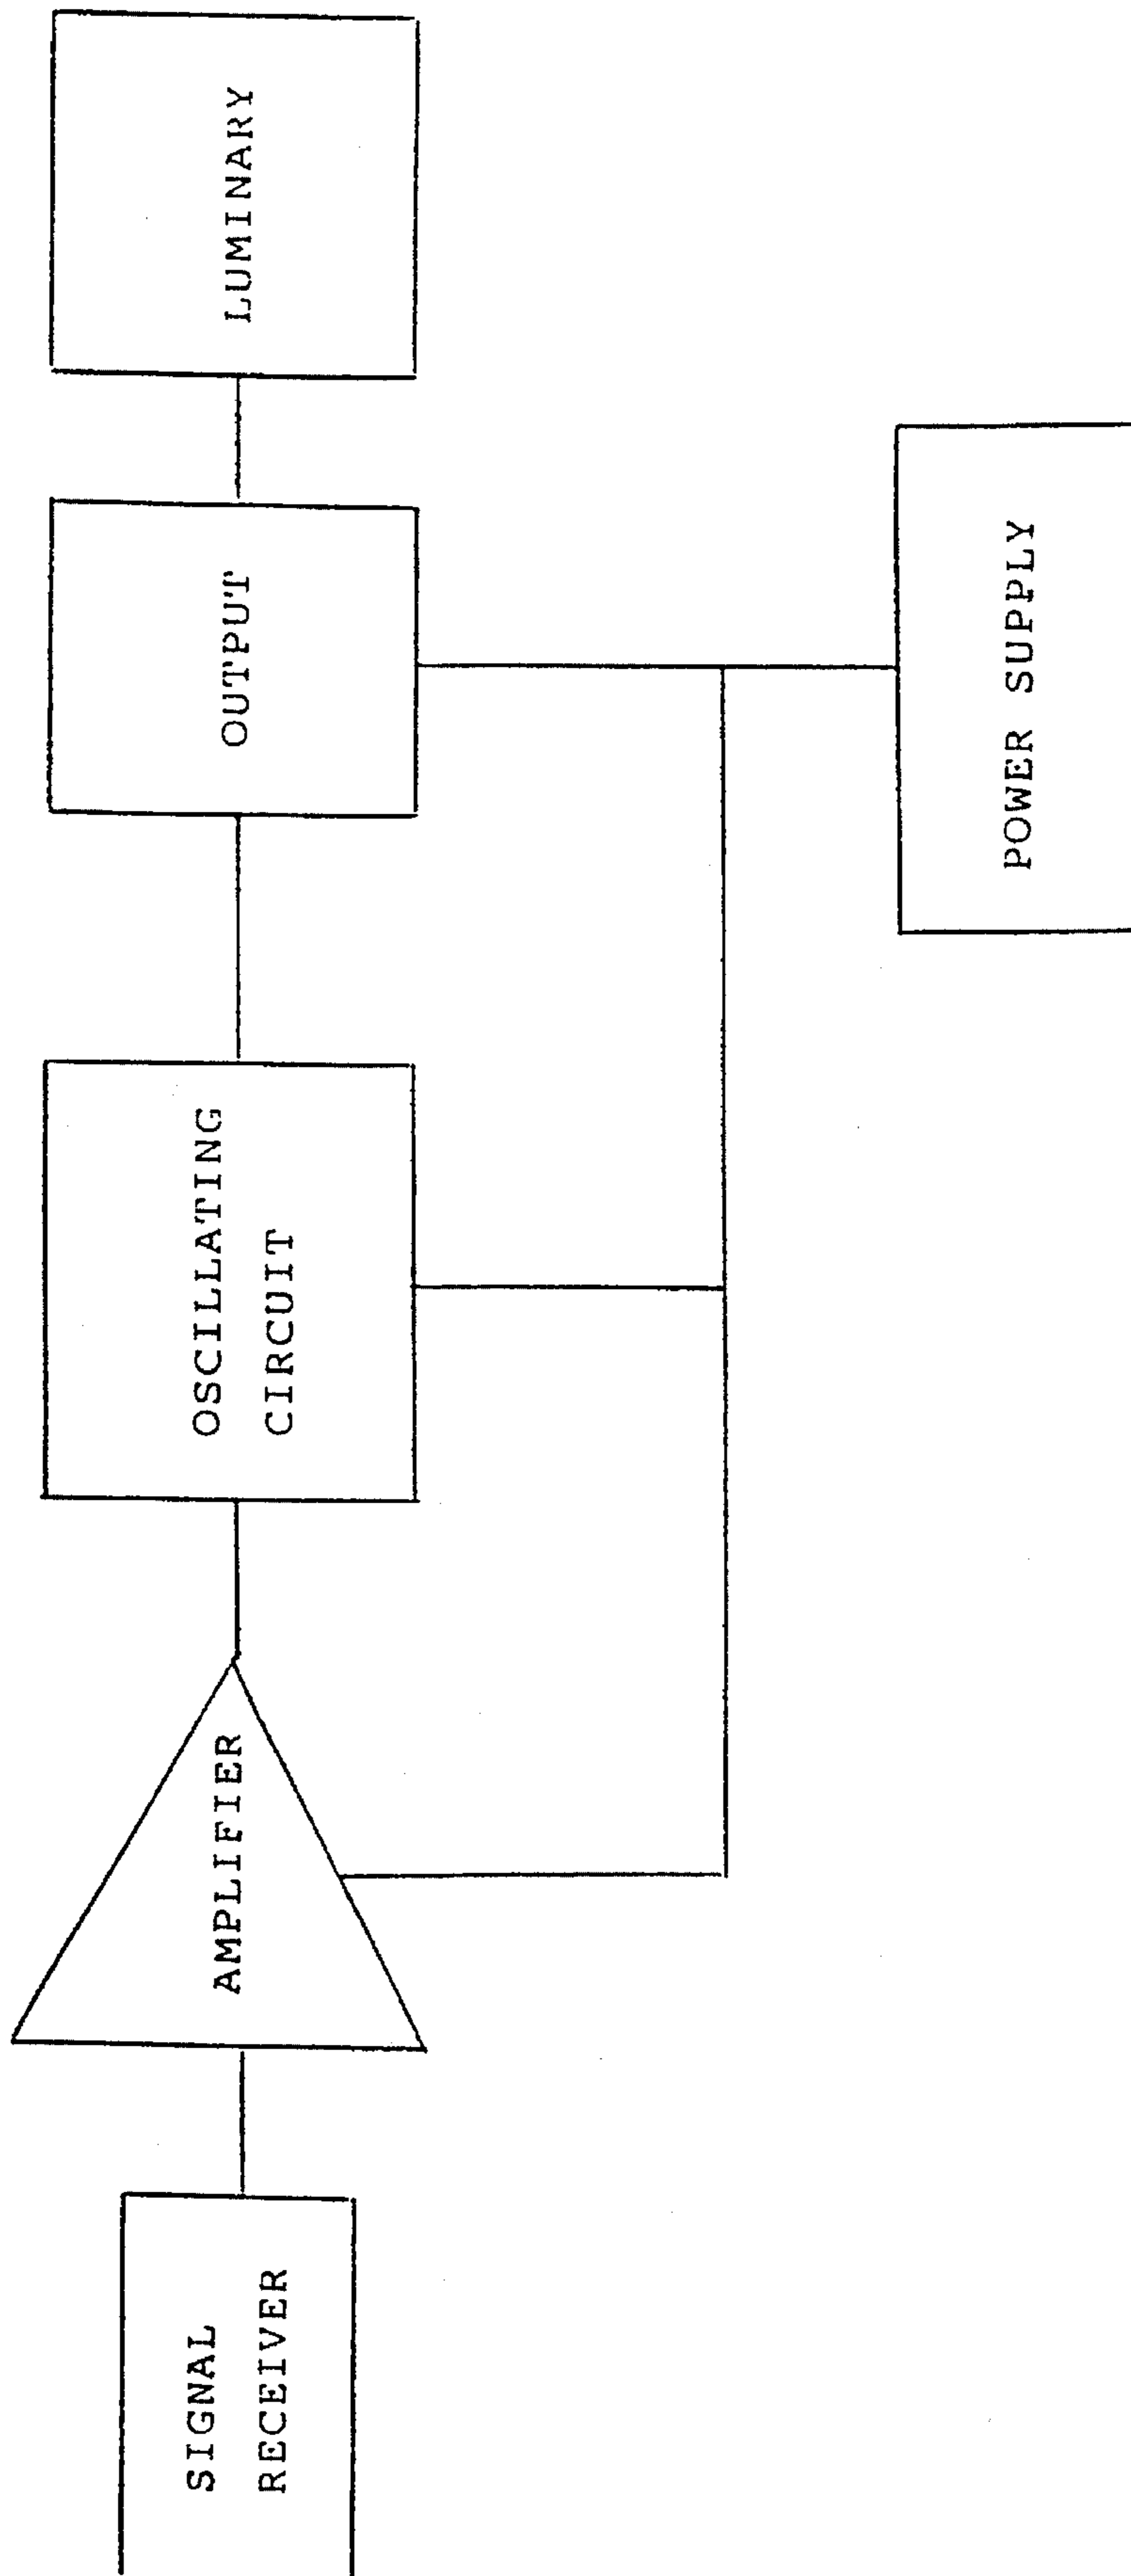 SIGNAL
RECEIVER
AMPLIFIER
OSCILLATING
CIRCUIT
OUTPUT
LUMINARY
POWER SUPPLY